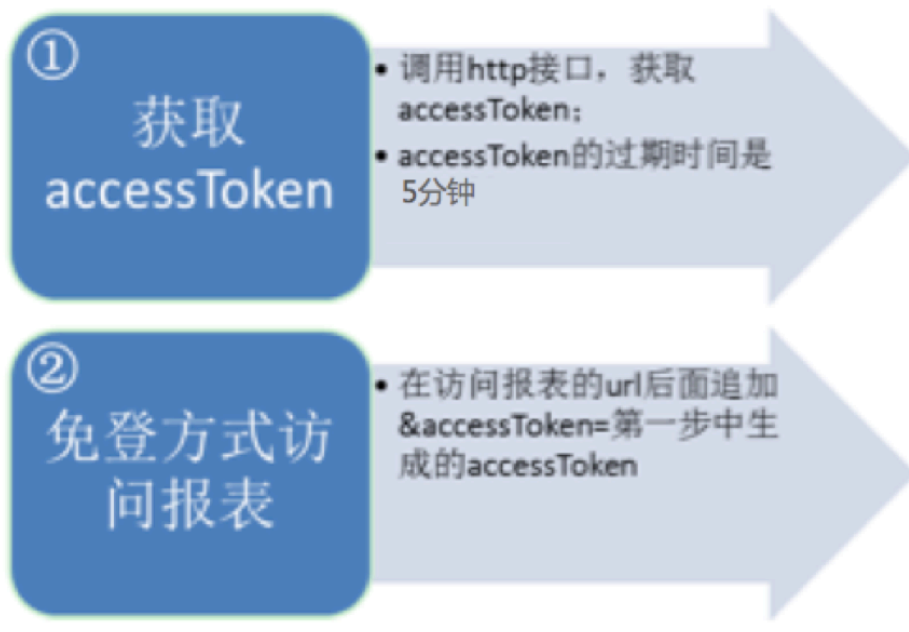 ①
获取
accessToken
• 调用http接口，获取
accessToken；
• accessToken的过期时间是
5分钟
②
免登方式访
问报表
• 在访问报表的url后面追加
&accessToken=第一步中生
成的accessToken